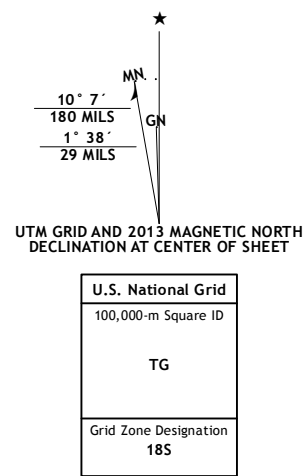 ★
MN
GN
10° 7´
180 MILS
1° 38´
29 MILS
UTM GRID AND 2013 MAGNETIC NORTH
DECLINATION AT CENTER OF SHEET
U.S. National Grid
100,000-m Square ID
TG
Grid Zone Designation
18S